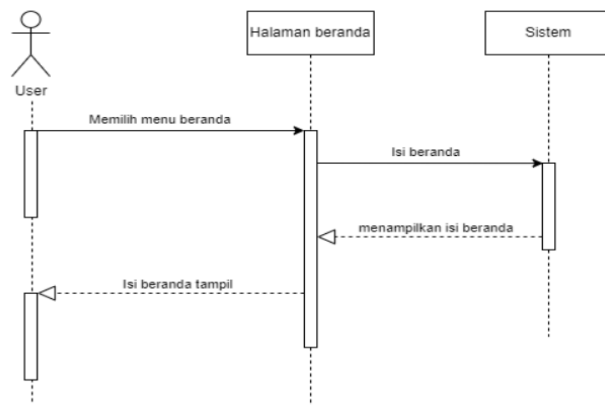 Halaman beranda
Sistem
User
Memilih menu beranda
Isi beranda
menampilkan isi beranda
Isi beranda tampil